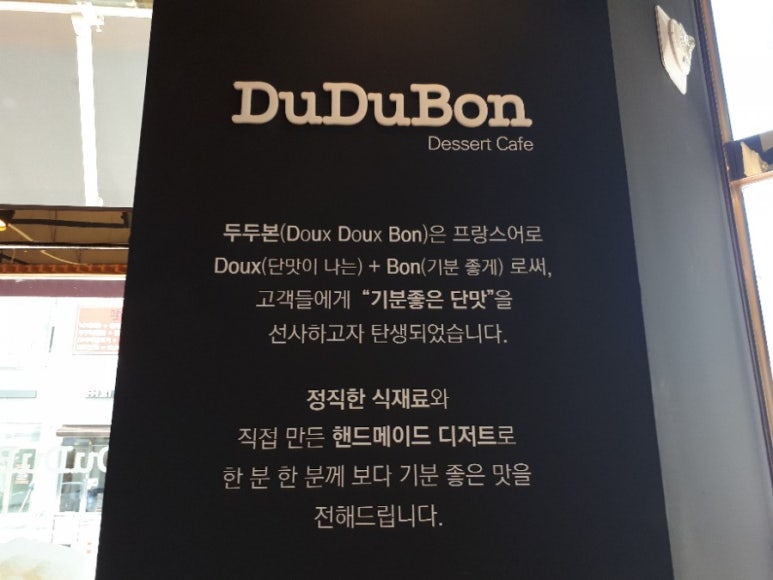 DuDuBon
Dessert Cafe
두두본(Doux Doux Bon)은 프랑스어로
Doux(단맛이 나는) + Bon(기분 좋게) 로써,
고객들에게 “기분좋은 단맛”을
선사하고자 탄생되었습니다.
정직한 식재료와
직접 만든 핸드메이드 디저트로
한 분 한 분께 보다 기분 좋은 맛을
전해드립니다.